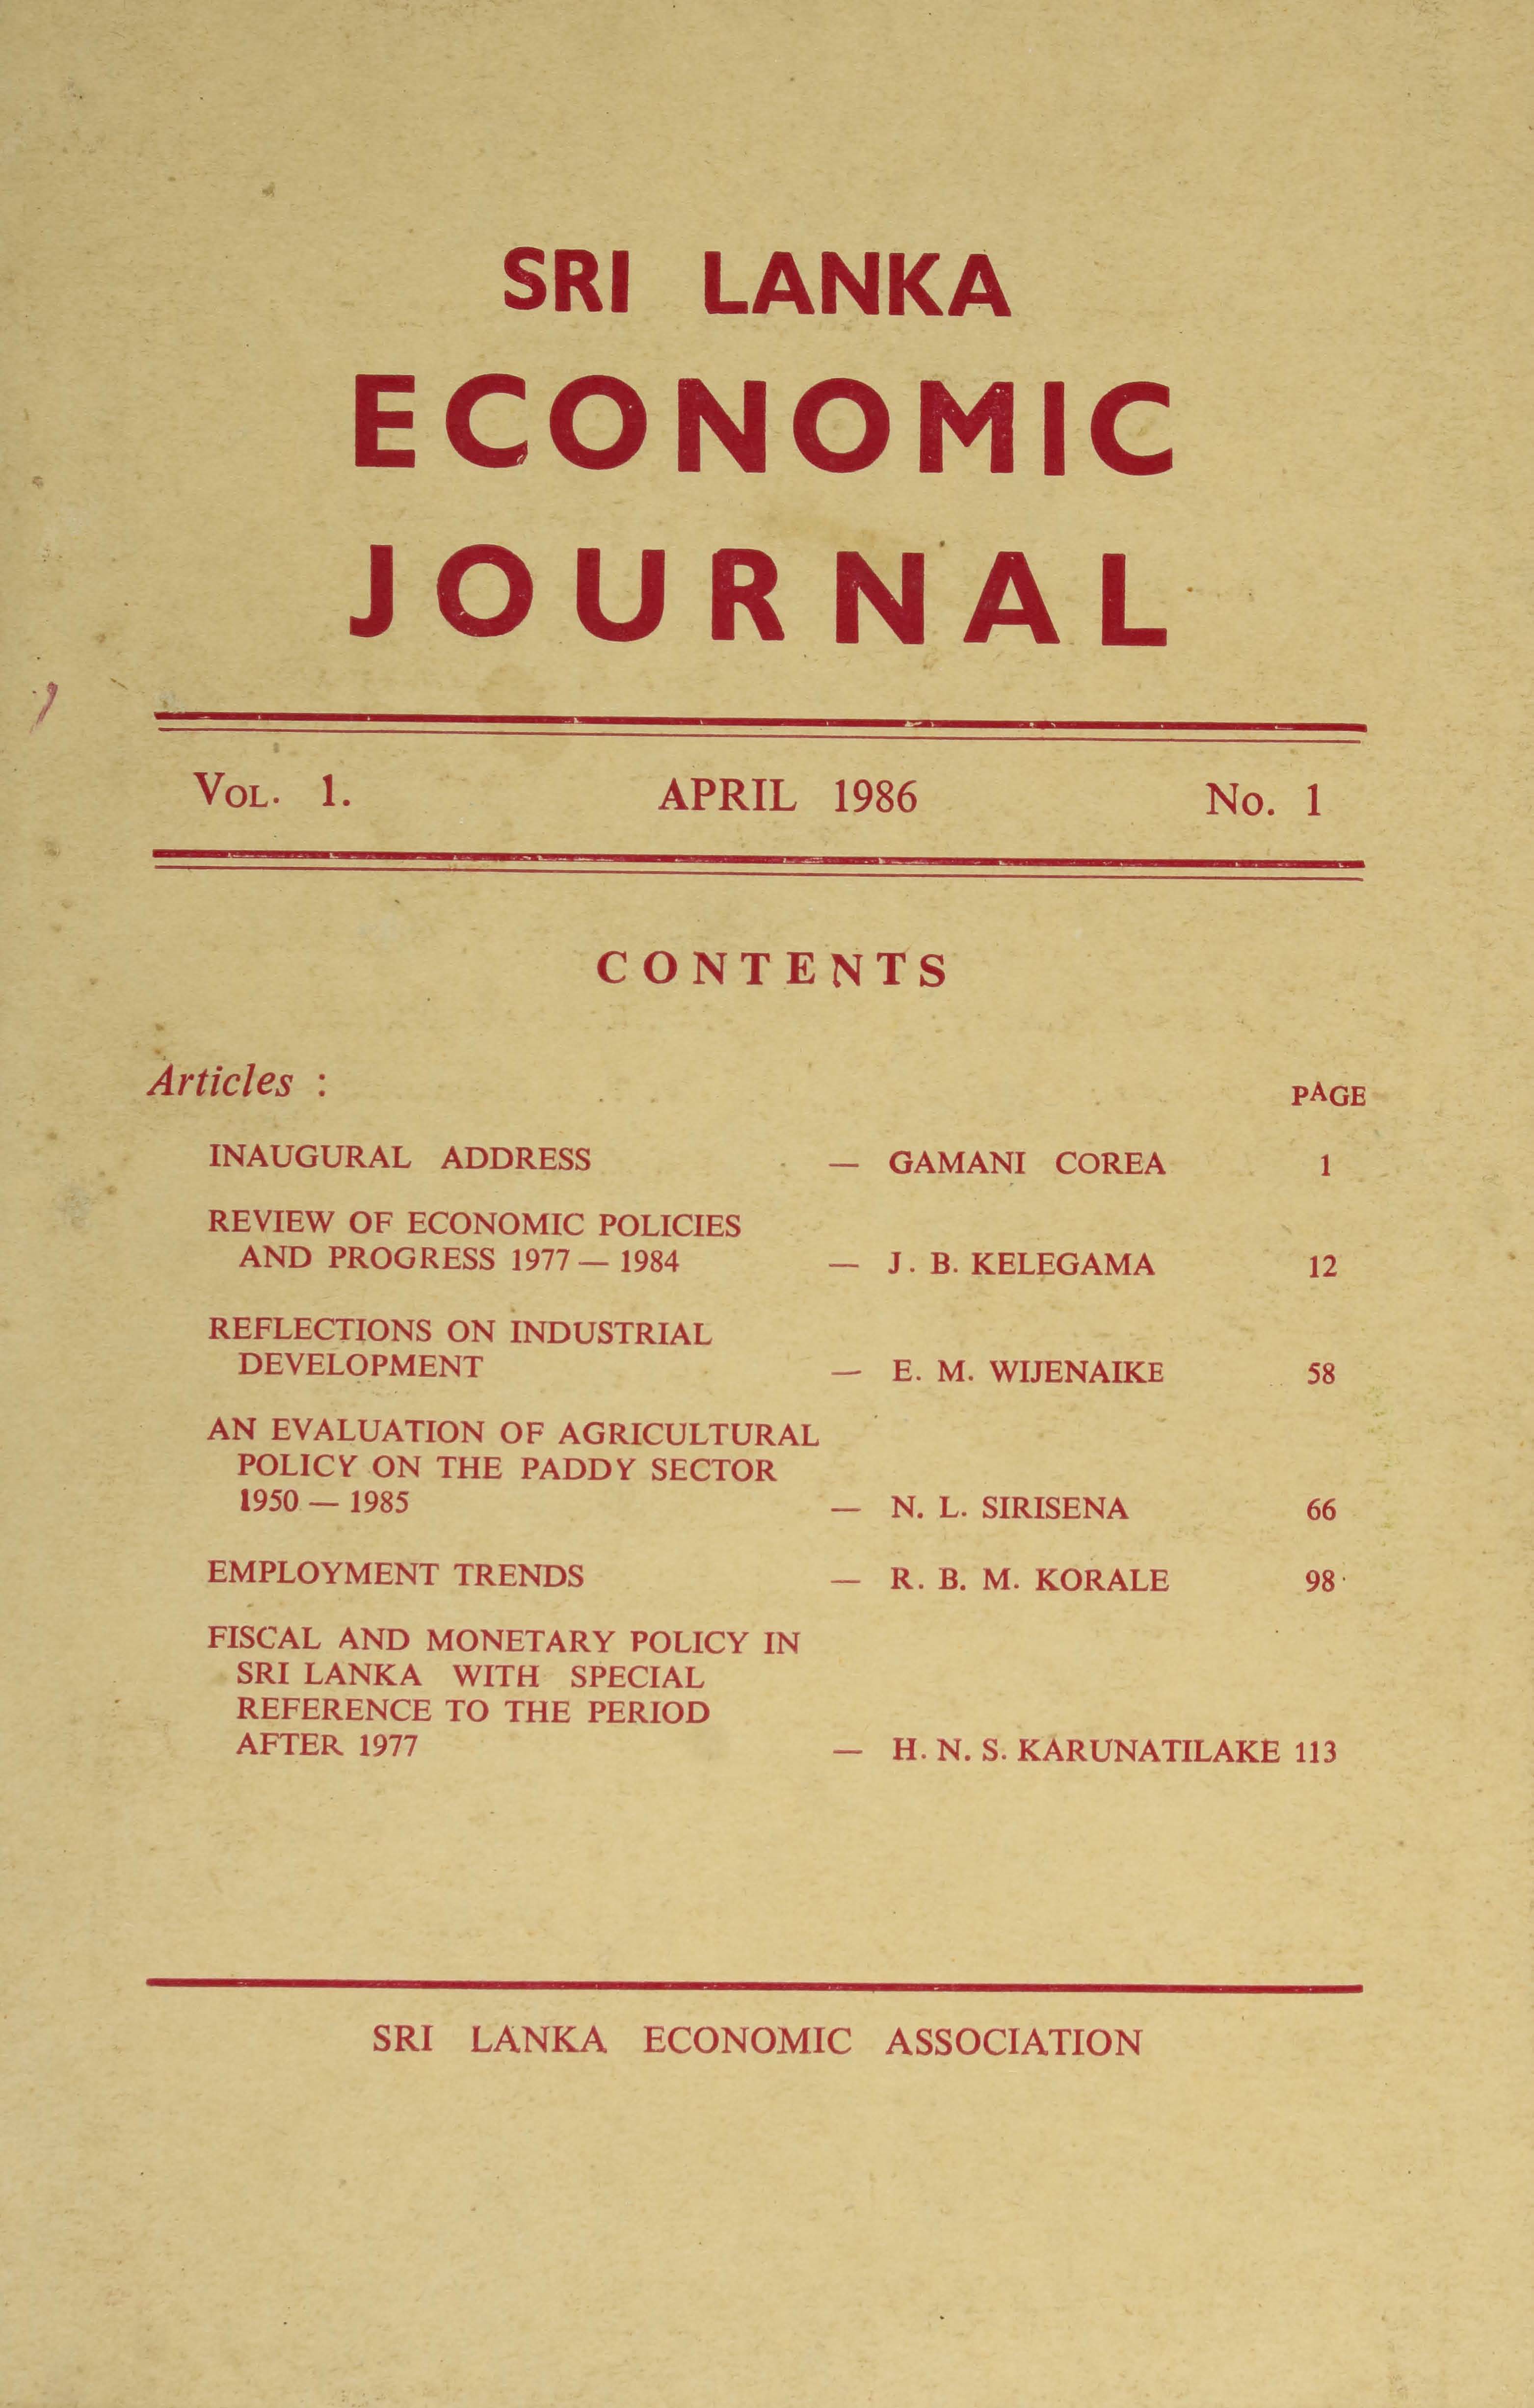 SRI LANKA
ECONOMIC
JOURNAL
VOL. 1. APRIL 1986 No. 1
CONTENTS
Articles :
PAGE
INAUGURAL ADDRESS — GAMANI COREA 1
REVIEW OF ECONOMIC POLICIES
AND PROGRESS 1977 — 1984 — J. B. KELEGAMA 12
REFLECTIONS ON INDUSTRIAL
DEVELOPMENT — E. M. WIJENAIKE 58
AN EVALUATION OF AGRICULTURAL
POLICY ON THE PADDY SECTOR
1950 — 1985 — N. L. SIRISENA 66
EMPLOYMENT TRENDS — R. B. M. KORALE 98
FISCAL AND MONETARY POLICY IN
SRI LANKA WITH SPECIAL
REFERENCE TO THE PERIOD
AFTER 1977 — H. N. S. KARUNATILAKE 113
SRI LANKA ECONOMIC ASSOCIATION